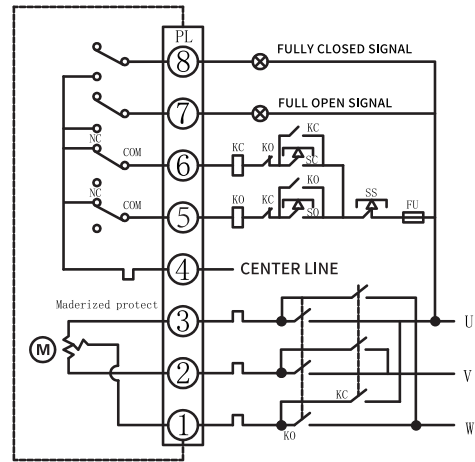 PL
8 FULLY CLOSED SIGNAL
7 FULL OPEN SIGNAL
KC
NC COM 6 KC KO SC
KO
NC COM 5 KO KC SO SS FU
4 CENTER LINE
Maderized protect 3 U
M 2 V
KC
1 KO W